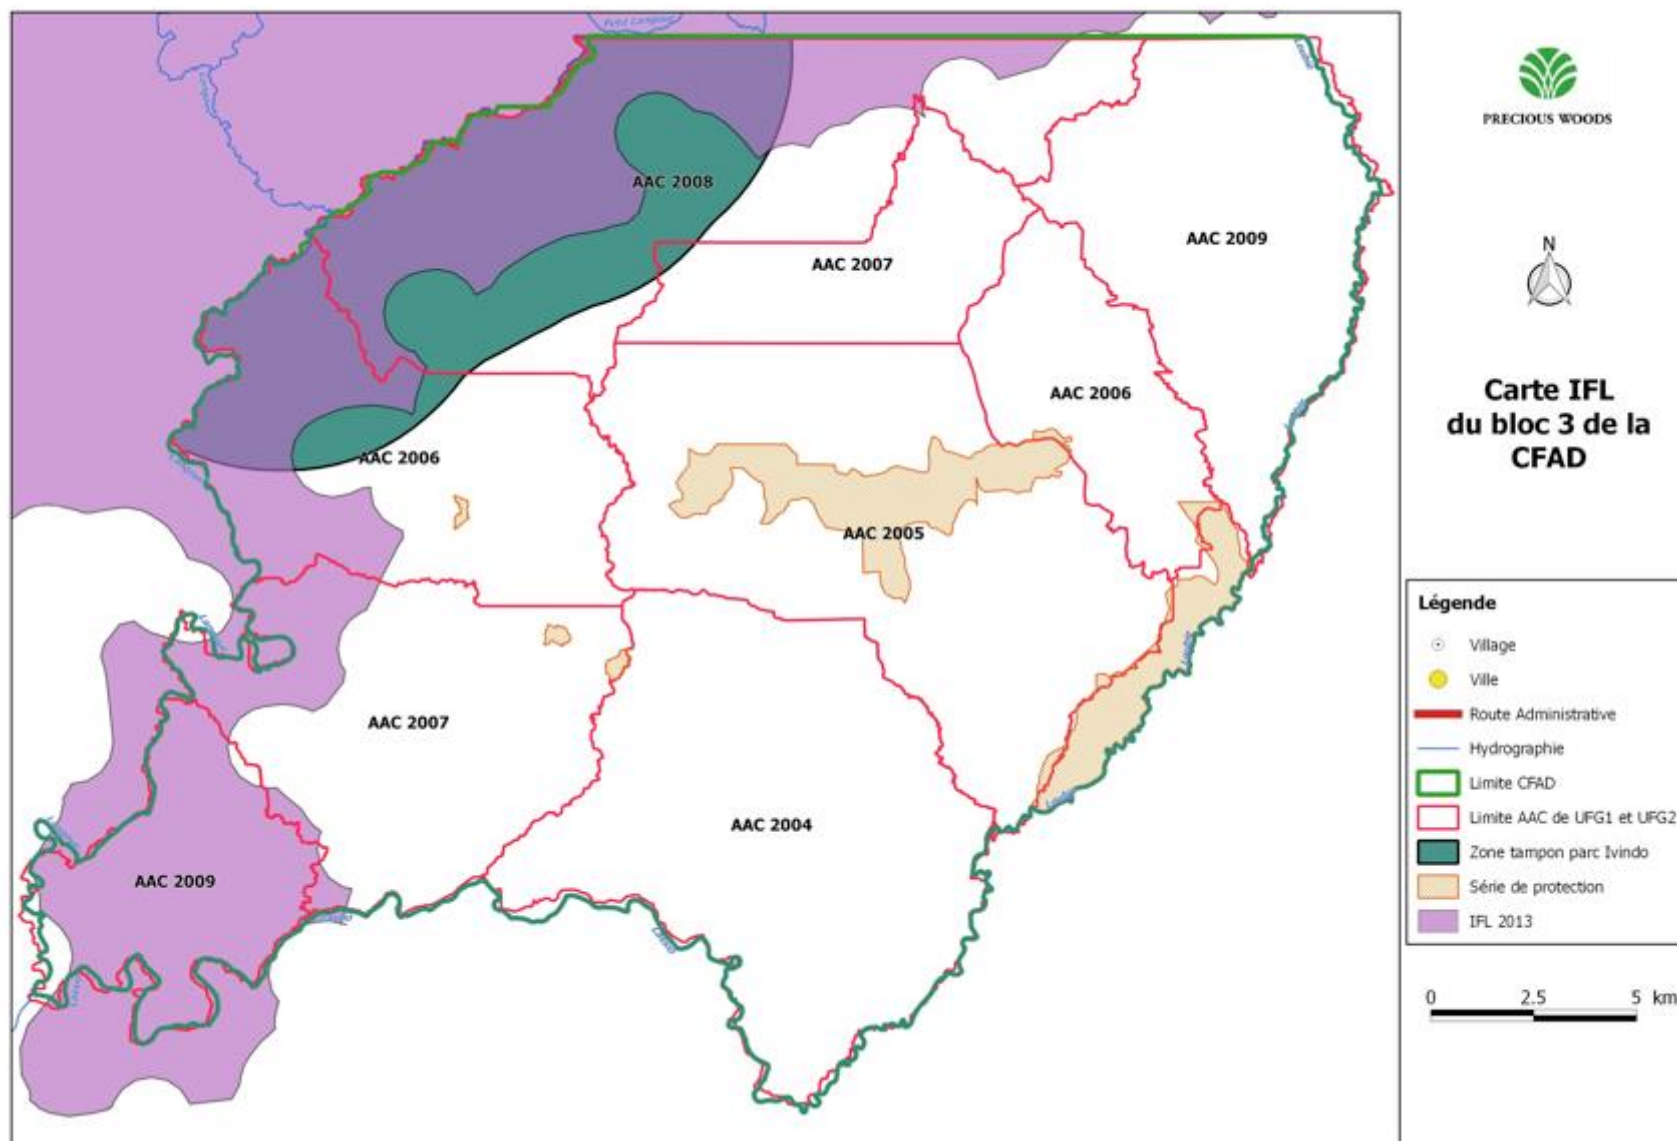 Petit Langoué
PRECIOUS WOODS
N
AAC 2008
AAC 2009
AAC 2007
Carte IFL
du bloc 3 de la
CFAD
AAC 2006
AAC 2006
AAC 2005
AAC 2007
AAC 2004
AAC 2009
Légende
Village
Ville
Route Administrative
Hydrographie
Limite CFAD
Limite AAC de UFG1 et UFG2
Zone tampon parc Ivindo
Série de protection
IFL 2013
0 2.5 5 km